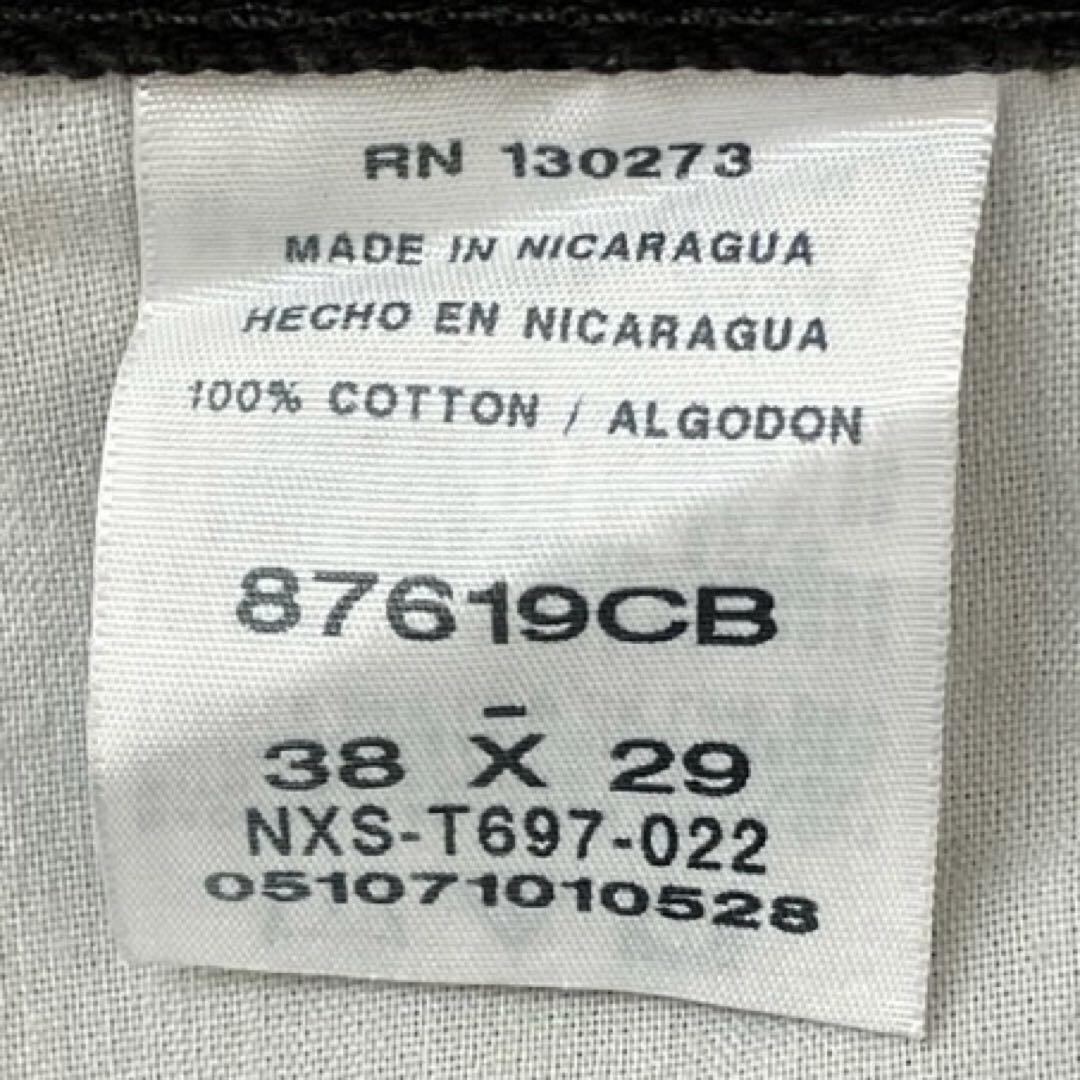 RN 130273
MADE IN NICARAGUA
HECHO EN NICARAGUA
100% COTTON / ALGODON
87619CB
38 X̄ 29
NXS-T697-022
051071010528